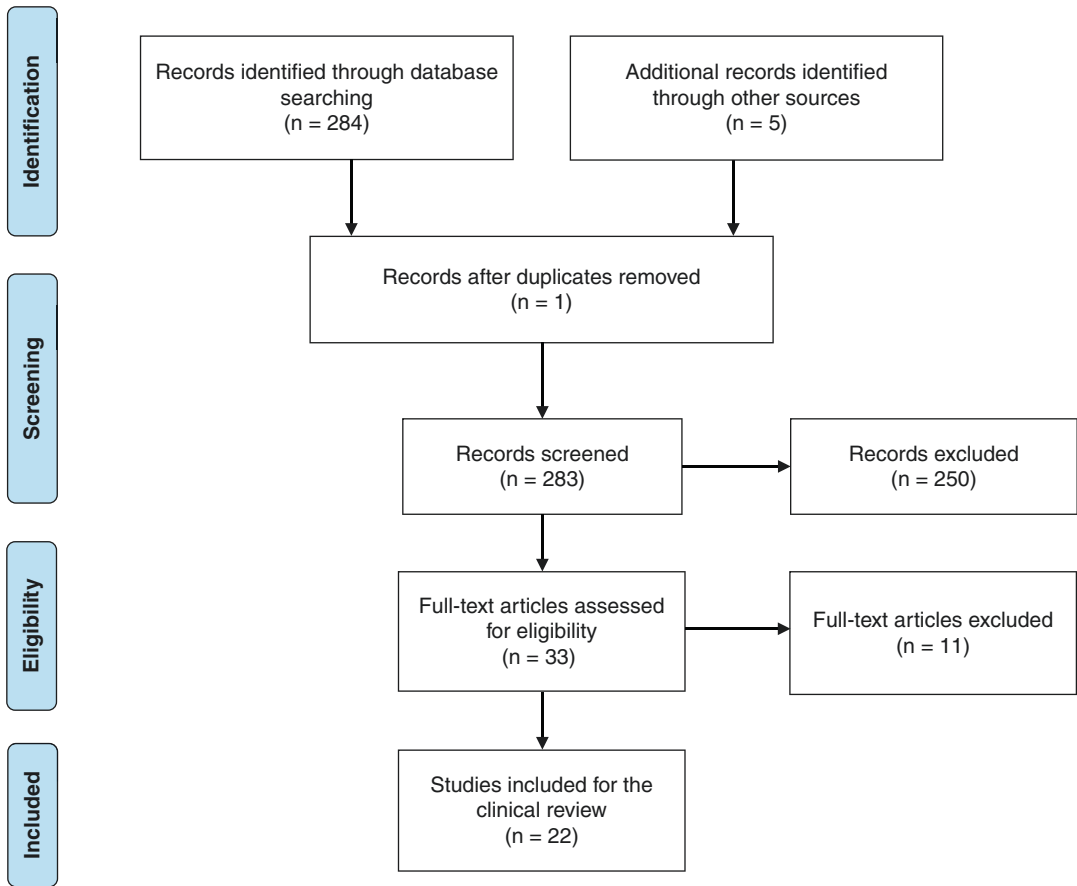 Identification
Records identified through database
searching
(n = 284)
Additional records identified
through other sources
(n = 5)
Screening
Records after duplicates removed
(n = 1)
Records screened
(n = 283)
Records excluded
(n = 250)
Eligibility
Full-text articles assessed
for eligibility
(n = 33)
Full-text articles excluded
(n = 11)
Included
Studies included for the
clinical review
(n = 22)